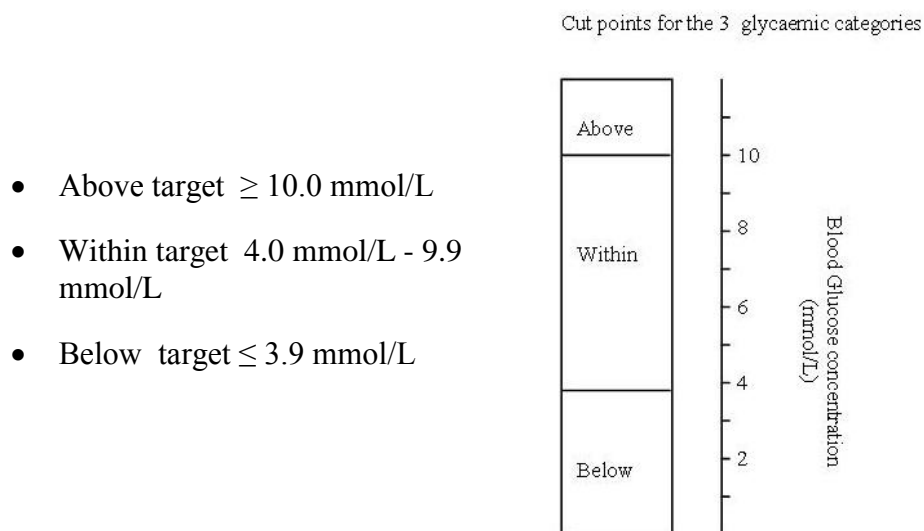 Cut points for the 3 glycaemic categories
• Above target ≥ 10.0 mmol/L
• Within target 4.0 mmol/L - 9.9
mmol/L
• Below target ≤ 3.9 mmol/L
Above
Within
Below
10
8
6
4
2
Blood Glucose concentration
(mmol/L)